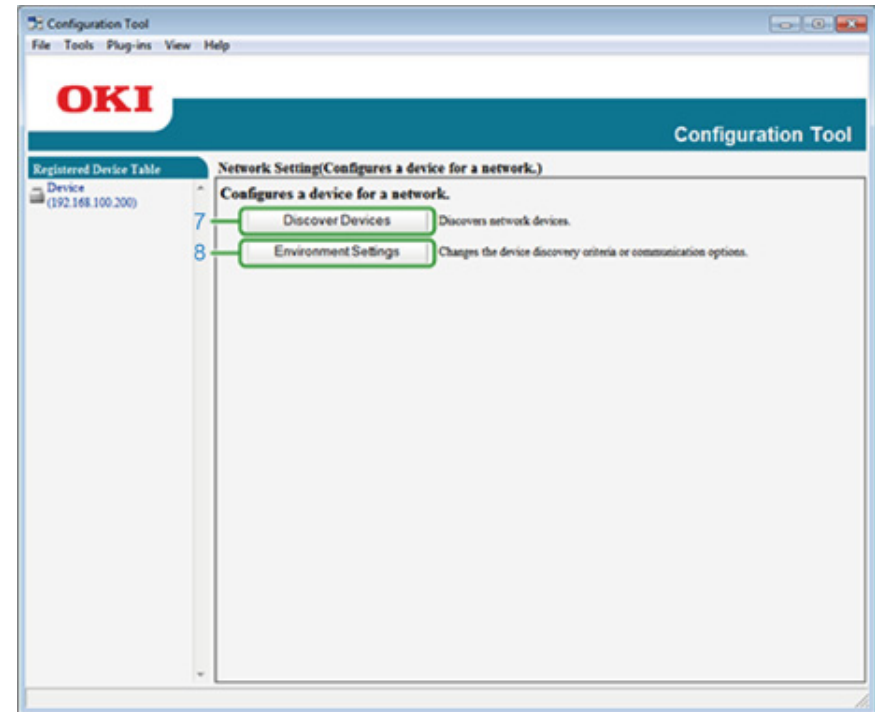 Configuration Tool
File Tools Plug-ins View Help
OKI
Configuration Tool
Registered Device Table
Network Setting(Configures a device for a network.)
Device
(192.168.100.200)
Configures a device for a network.
7 Discover Devices Discovers network devices.
8 Environment Settings Changes the device discovery criteria or communication options.